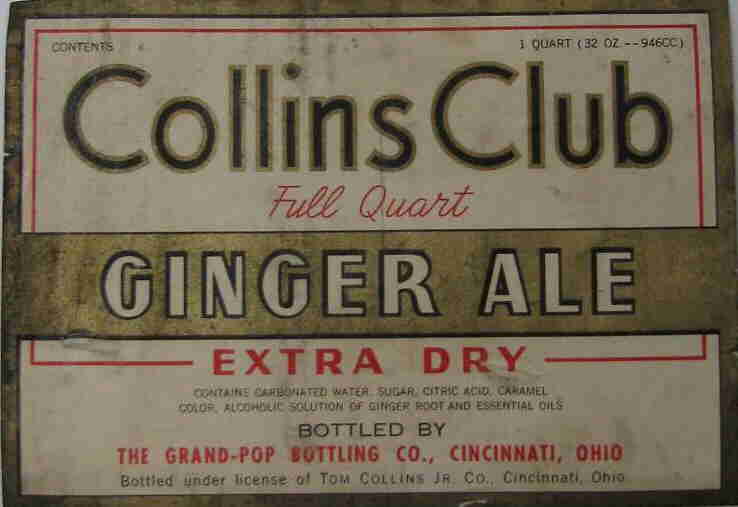 CONTENTS 1 QUART (32 OZ.--946CC)
Collins Club
Full Quart
GINGER ALE
EXTRA DRY
CONTAINS CARBONATED WATER, SUGAR, CITRIC ACID, CARAMEL
COLOR, ALCOHOLIC SOLUTION OF GINGER ROOT AND ESSENTIAL OILS
BOTTLED BY
THE GRAND-POP BOTTLING CO., CINCINNATI, OHIO
Bottled under license of TOM COLLINS JR. CO., Cincinnati, Ohio